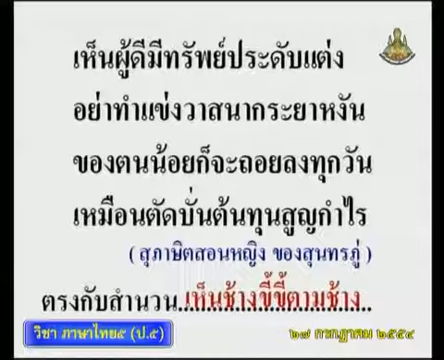 เห็นผู้ดีมีทรัพย์ประดับแต่ง
อย่าทำแข่งวาสนากระยาหงัน
ของตนน้อยก็จะถอยลงทุกวัน
เหมือนตัดบั่นต้นทุนสูญกำไร
( สุภาษิตสอนหญิง ของสุนทรภู่ )
ตรงกับสำนวน..เห็นช้างขี้ขี้ตามช้าง..
วิชา ภาษาไทย๕ (ป.๕)
๒๗ กรกฎาคม ๒๕๕๔